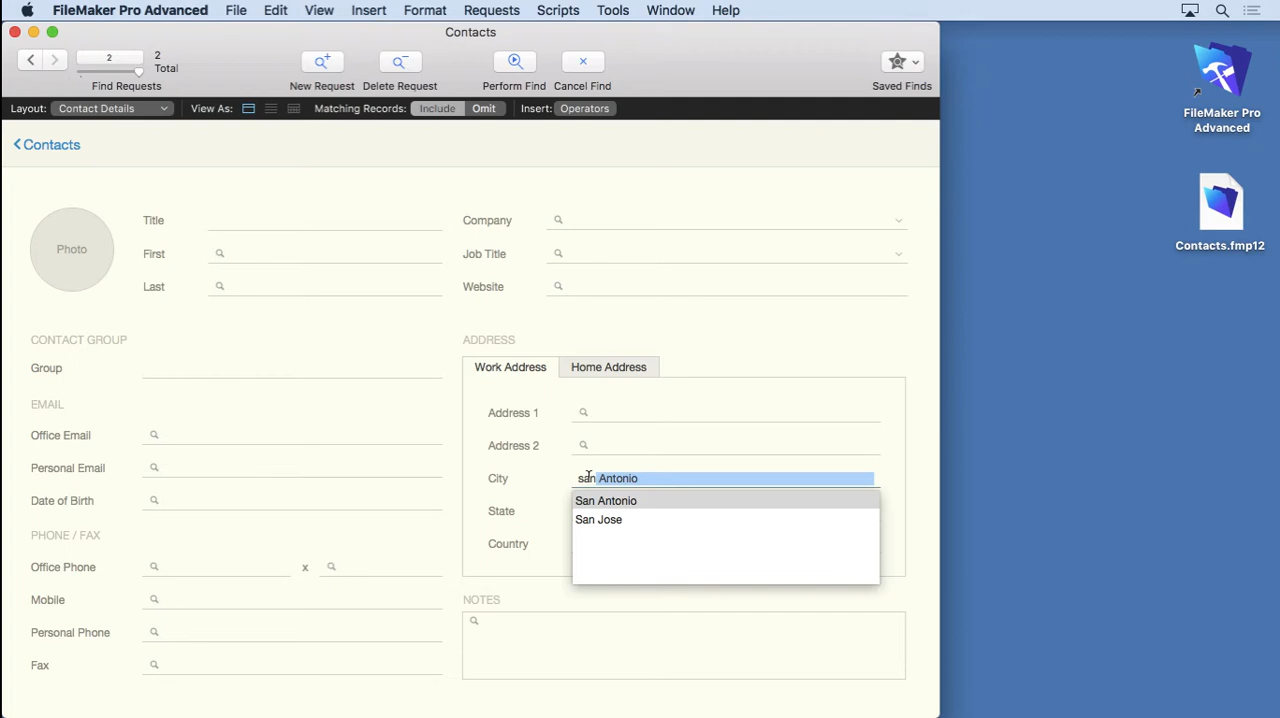 FileMaker Pro Advanced File Edit View Insert Format Requests Scripts Tools Window Help
Contacts
2 2
Total
Find Requests New Request Delete Request Perform Find Cancel Find Saved Finds
Layout: Contact Details View As: Matching Records: Include Omit Insert: Operators
Contacts
Photo
Title
First
Last
Company
Job Title
Website
CONTACT GROUP
Group
EMAIL
Office Email
Personal Email
Date of Birth
PHONE / FAX
Office Phone x
Mobile
Personal Phone
Fax
ADDRESS
Work Address Home Address
Address 1
Address 2
City san Antonio
San Antonio
San Jose
State
Country
NOTES
FileMaker Pro
Advanced
Contacts.fmp12